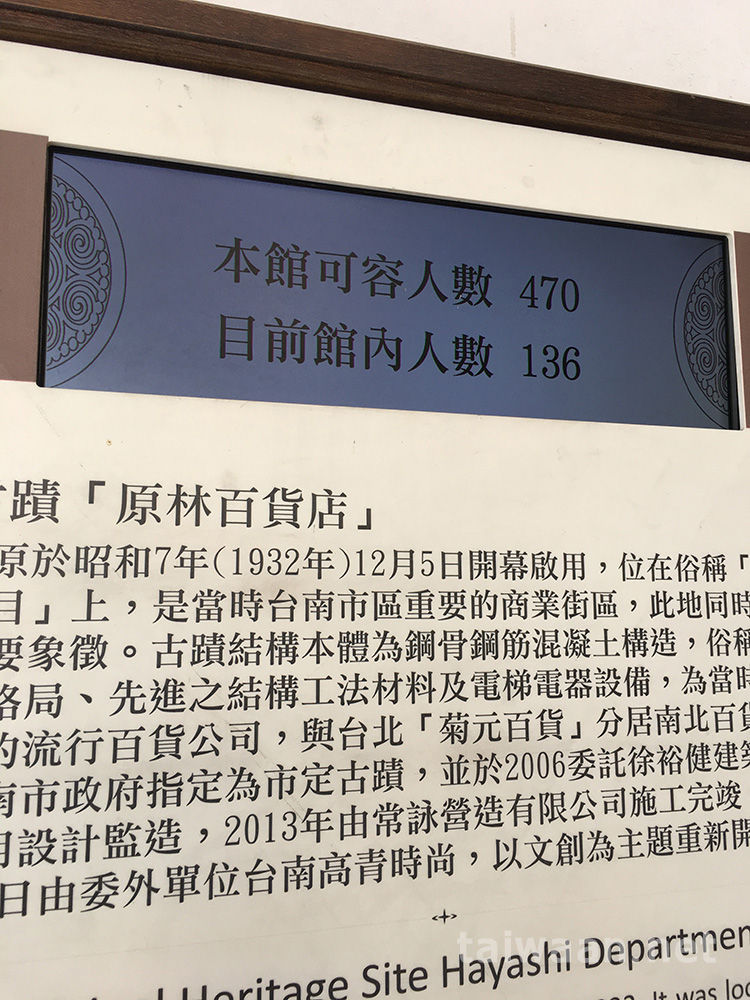 本館可容人數 470
目前館內人數 136
蹟「原林百貨店」
原於昭和7年(1932年)12月5日開幕啟用，位在俗稱「
目」上，是當時台南市區重要的商業街區，此地同時
要象徵。古蹟結構本體為鋼骨鋼筋混凝土構造，俗稱
格局、先進之結構工法材料及電梯電器設備，為當時
的流行百貨公司，與台北「菊元百貨」分居南北百貨
南市政府指定為市定古蹟，並於2006委託徐裕健建築
用設計監造，2013年由常詠營造有限公司施工完竣，
日由委外單位台南高青時尚，以文創為主題重新開
Heritage Site Hayashi Departmen
It was loc
taiwaan.net